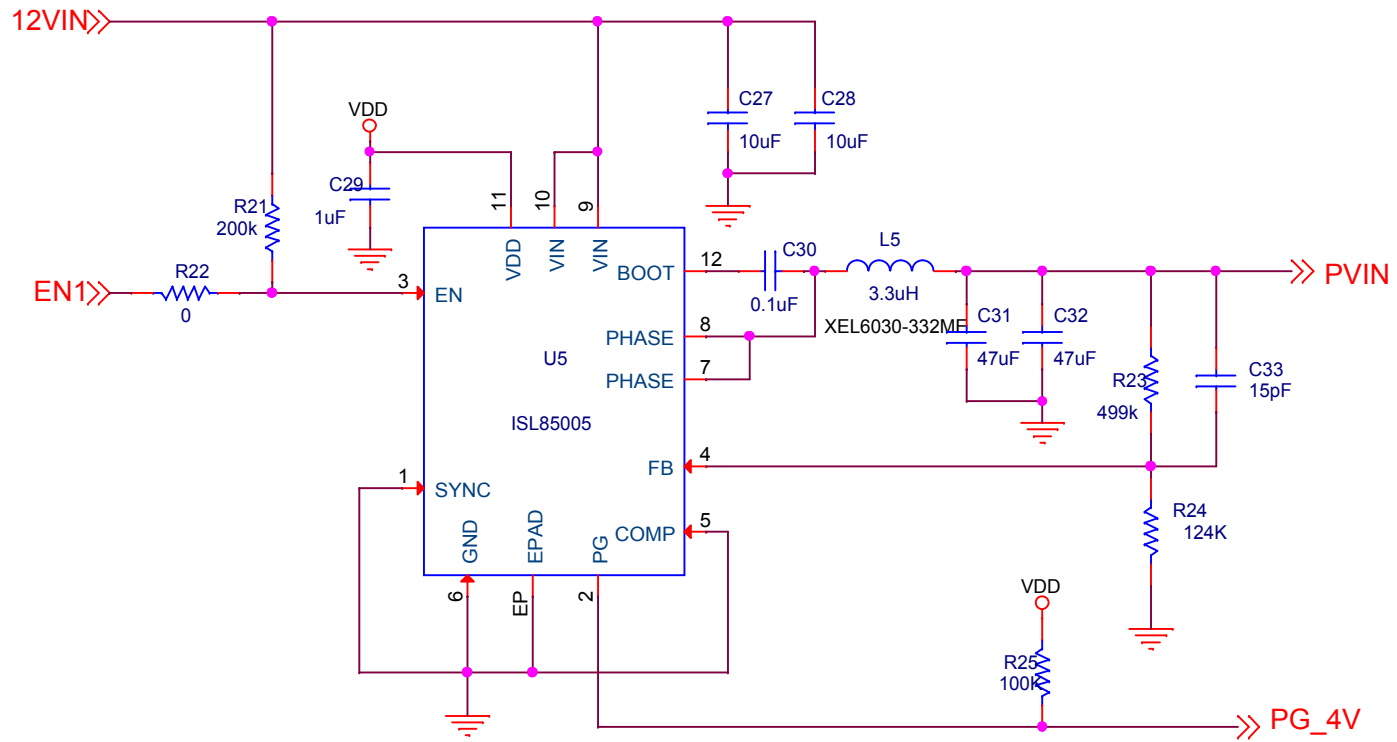 12VIN
VDD
C27
10uF
C28
10uF
C29
1uF
R21
200k
11
10
9
VDD
VIN
VIN
L5
3.3uH
XEL6030-332ME
C30
0.1uF
12
BOOT
PVIN
EN1
R22
0
3
EN
8
PHASE
7
PHASE
U5
ISL85005
C31
47uF
C32
47uF
R23
499k
C33
15pF
4
FB
1
SYNC
5
COMP
GND
EPAD
PG
6
EP
2
R24
124K
VDD
R25
100K
PG_4V